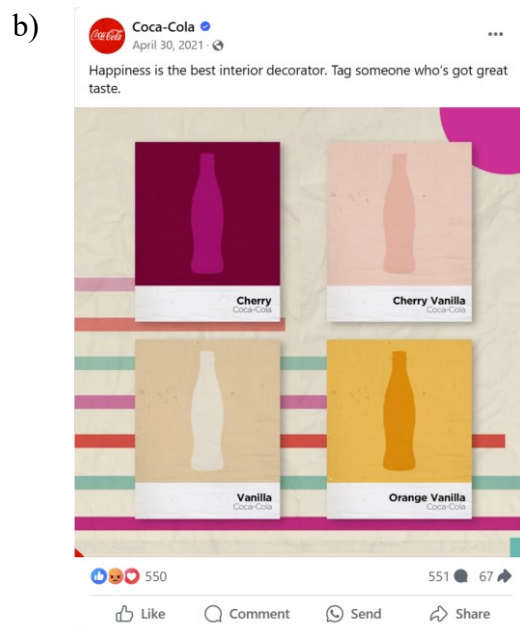 b)
Coca-Cola
Coca-Cola
April 30, 2021 ·
Happiness is the best interior decorator. Tag someone who's got great
taste.
Cherry
Coca-Cola
Cherry Vanilla
Coca-Cola
Vanilla
Coca-Cola
Orange Vanilla
Coca-Cola
550
551
67
Like
Comment
Send
Share